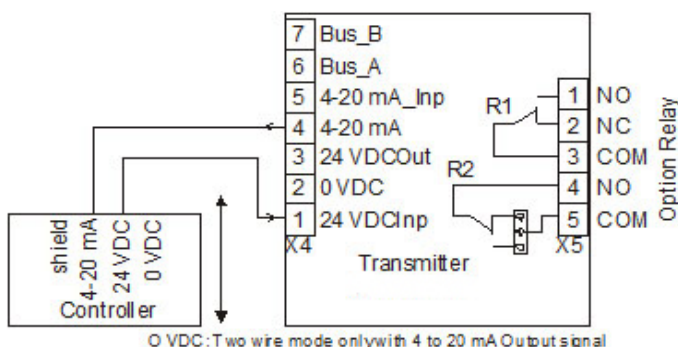 7 Bus_B
6 Bus_A
5 4-20 mA_Inp
4 4-20 mA
3 24 VDCOut
2 0 VDC
1 24 VDCInp
X4
R1
R2
1 NO
2 NC
3 COM
4 NO
5 COM
X5
Option Relay
Transmitter
shield
4-20 mA
24 VDC
0 VDC
Controller
O VDC: Two wire mode onlywith 4 to 20 mA Output signal